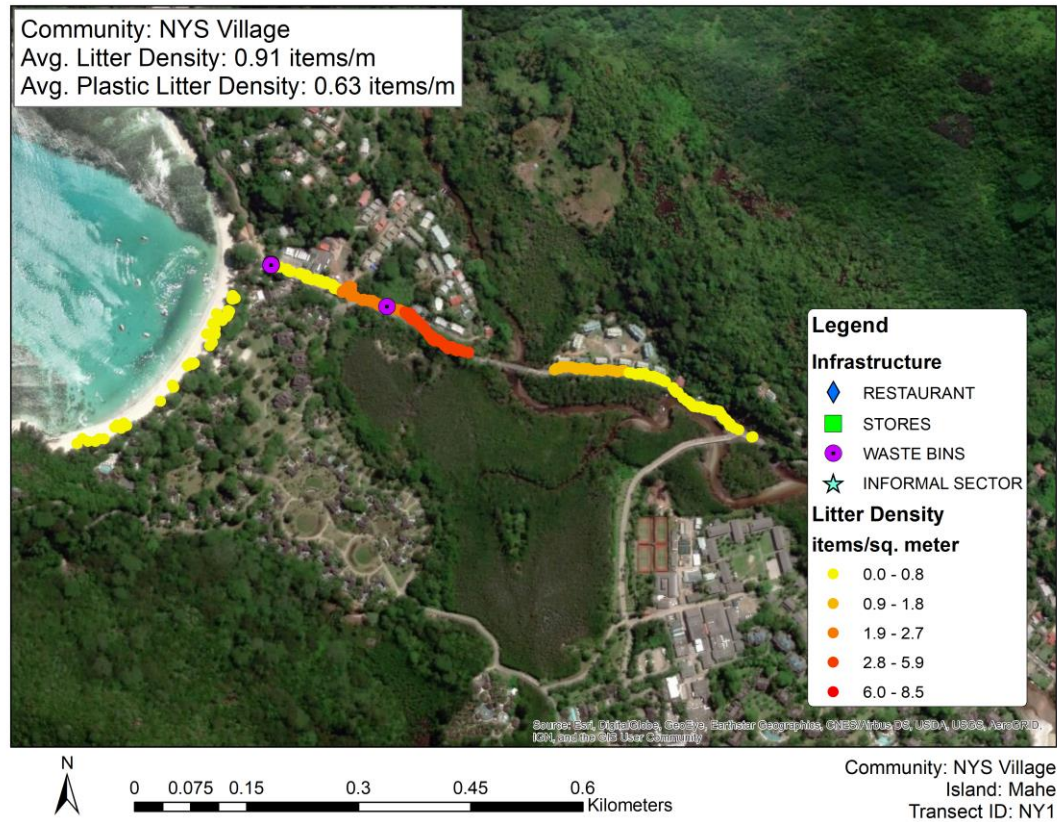 Community: NYS Village
Avg. Litter Density: 0.91 items/m
Avg. Plastic Litter Density: 0.63 items/m
Legend
Infrastructure
RESTAURANT
STORES
WASTE BINS
INFORMAL SECTOR
Litter Density
items/sq. meter
0.0 - 0.8
0.9 - 1.8
1.9 - 2.7
2.8 - 5.9
6.0 - 8.5
Source: Esri, DigitalGlobe, GeoEye, Earthstar Geographics, CNES/Airbus DS, USDA, USGS, AeroGRID,
IGN, and the GIS User Community
N
0 0.075 0.15 0.3 0.45 0.6
Kilometers
Community: NYS Village
Island: Mahe
Transect ID: NY1